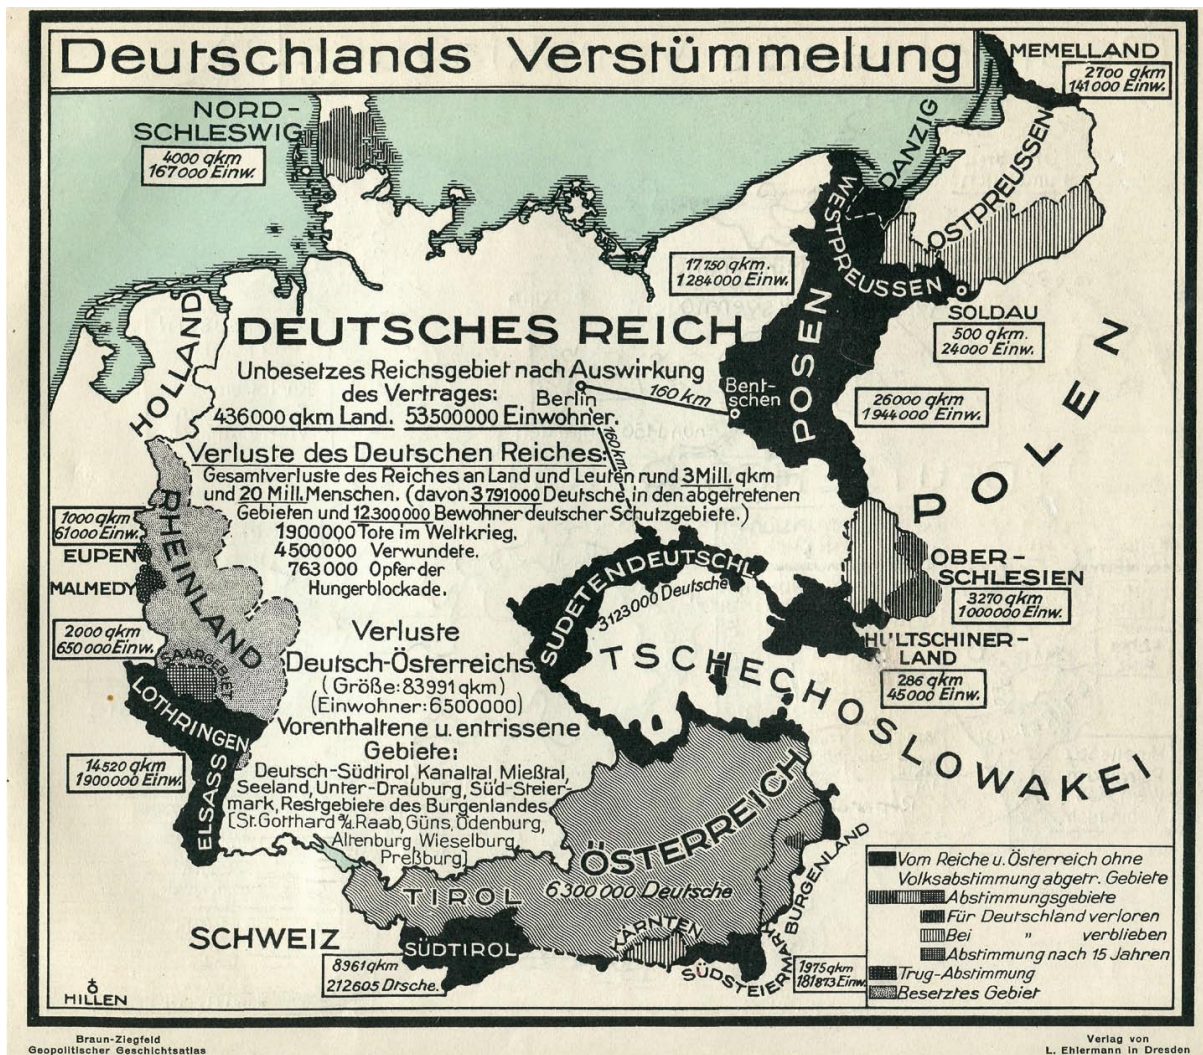 Deutschlands Verstümmelung
MEMELLAND
2700 qkm
141000 Einw.
NORD-
SCHLESWIG
4000 qkm
167000 Einw.
DANZIG
WESTPREUSSEN
OSTPREUSSEN
17750 qkm.
1284000 Einw.
SOLDAU
500 qkm.
24000 Einw.
HOLLAND
DEUTSCHES REICH
POSEN
POLEN
Unbesetzes Reichsgebiet nach Auswirkung
des Vertrages:
Berlin
160 km
Bent-
schen
436000 qkm Land. 53500000 Einwohner.
160 km
26000 qkm
1944000 Einw.
Verluste des Deutschen Reiches:
Gesamtverluste des Reiches an Land und Leuten rund 3 Mill. qkm
und 20 Mill. Menschen. (davon 3791000 Deutsche in den abgetretenen
Gebieten und 12300000 Bewohner deutscher Schutzgebiete.)
1900000 Tote im Weltkrieg.
4500000 Verwundete.
763000 Opfer der
Hungerblockade.
RHEINLAND
1000 qkm
61000 Einw.
EUPEN
MALMEDY
2000 qkm
650000 Einw.
SAARGEBIET
LOTHRINGEN
ELSASS
14520 qkm
1900000 Einw.
OBER-
SCHLESIEN
3270 qkm
1000000 Einw.
SUDETENDEUTSCHL.
3123000 Deutsche
HULTSCHINER-
LAND
286 qkm
45000 Einw.
TSCHECHOSLOWAKEI
Verluste
Deutsch-Österreichs
(Größe: 83991 qkm)
(Einwohner: 6500000)
Vorenthaltene u. entrissene
Gebiete:
Deutsch-Südtirol, Kanaltal, Mießtal,
Seeland, Unter-Drauburg, Süd-Steier-
mark, Restgebiete des Burgenlandes
[St. Gotthard a/d. Raab, Güns, Ödenburg,
Altenburg, Wieselburg,
Preßburg]
ÖSTERREICH
6300000 Deutsche
TIROL
SCHWEIZ
SÜDTIROL
8961 qkm
212605 Dtsche.
KÄRNTEN
SÜDSTEIERMARK
BURGENLAND
1975 qkm
181873 Einw.
Vom Reiche u. Österreich ohne
Volksabstimmung abgetr. Gebiete
Abstimmungsgebiete
Für Deutschland verloren
Bei " verblieben
Abstimmung nach 15 Jahren
Trug-Abstimmung
Besetztes Gebiet
HILLEN
Braun-Ziegfeld
Geopolitischer Geschichtsatlas
Verlag von
L. Ehlermann in Dresden